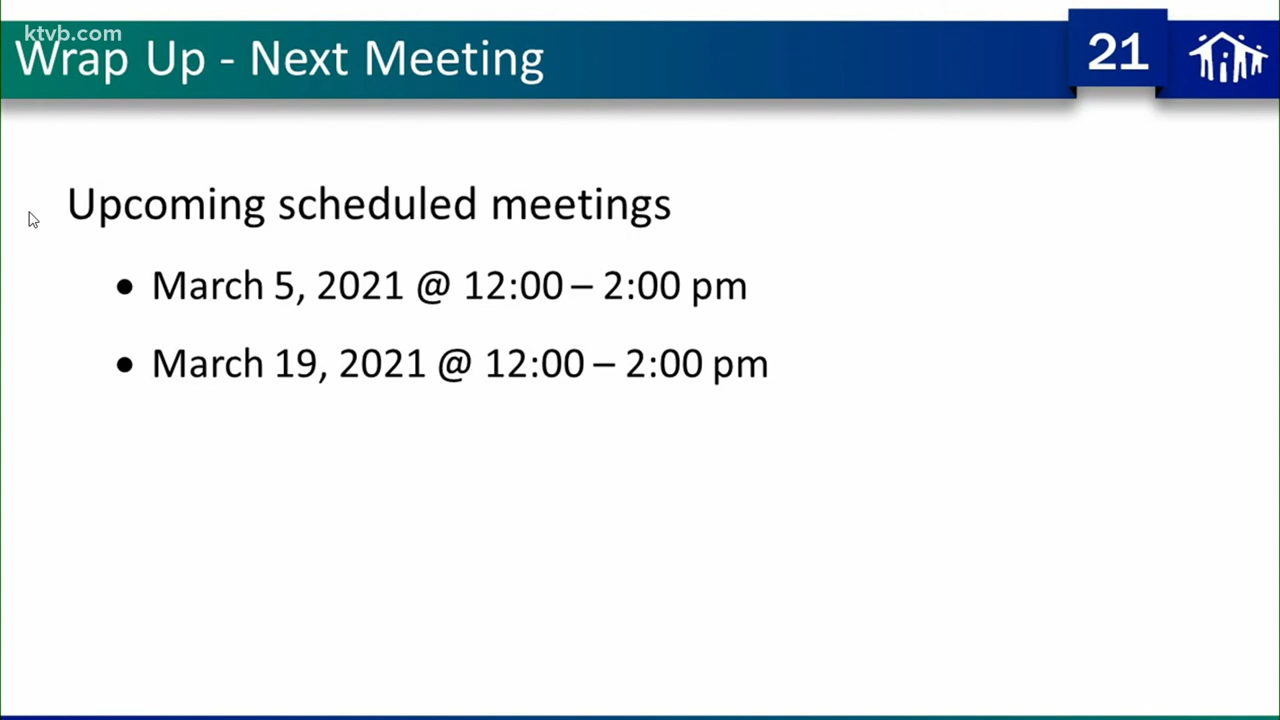 ktvb.com
Wrap Up - Next Meeting
21
Upcoming scheduled meetings
• March 5, 2021 @ 12:00 – 2:00 pm
• March 19, 2021 @ 12:00 – 2:00 pm